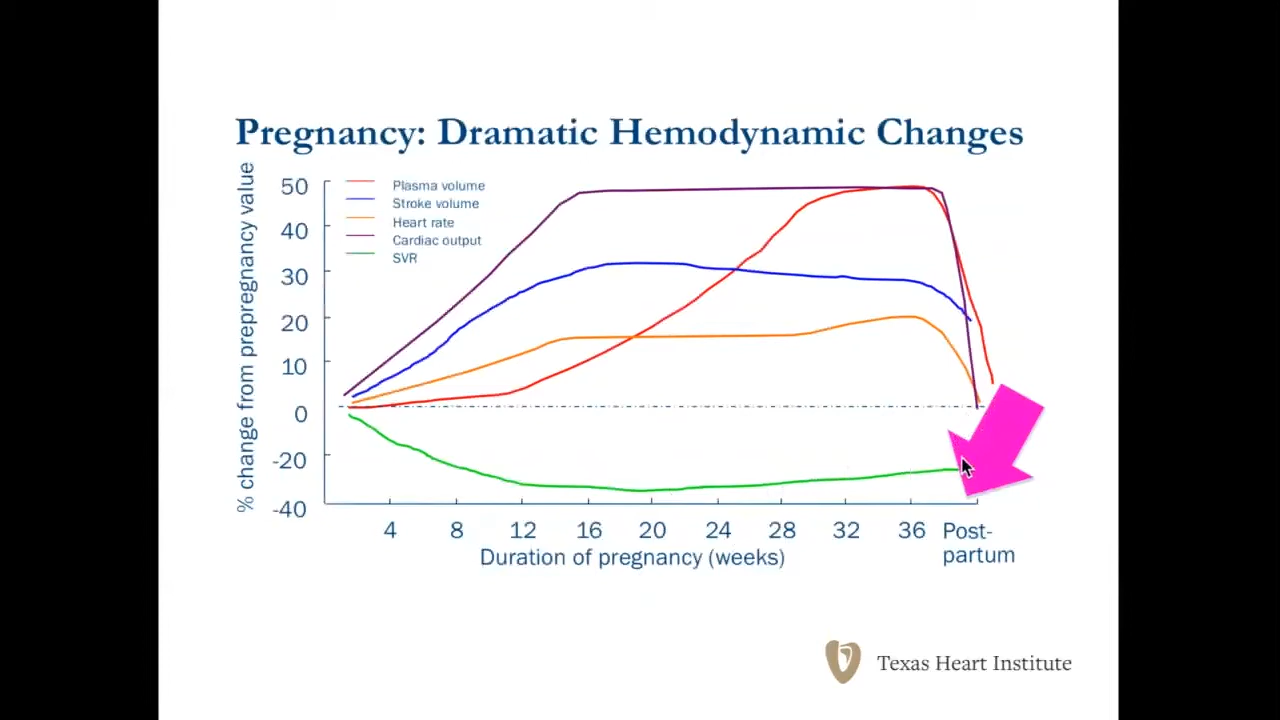 Pregnancy: Dramatic Hemodynamic Changes
% change from prepregnancy value
50
40
30
20
10
0
-20
-40
Plasma volume
Stroke volume
Heart rate
Cardiac output
SVR
4 8 12 16 20 24 28 32 36 Post-
partum
Duration of pregnancy (weeks)
Texas Heart Institute